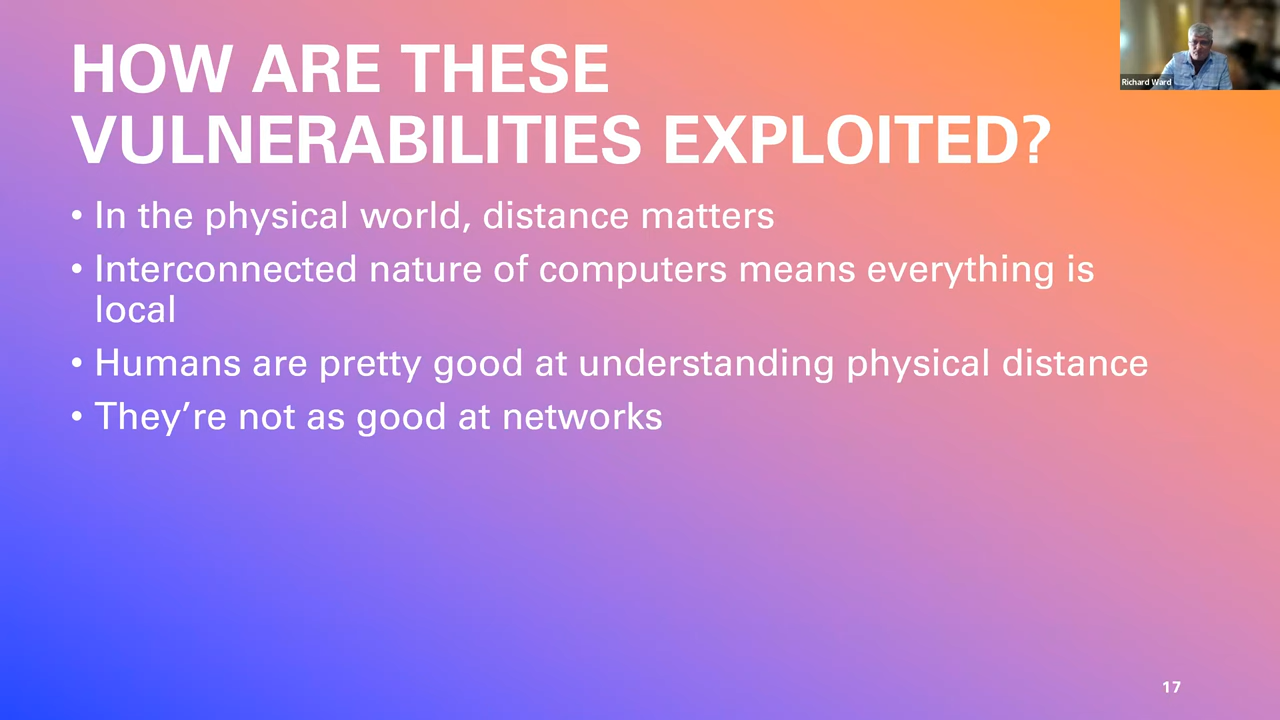 HOW ARE THESE
VULNERABILITIES EXPLOITED?
Richard Ward
• In the physical world, distance matters
• Interconnected nature of computers means everything is
local
• Humans are pretty good at understanding physical distance
• They’re not as good at networks
17